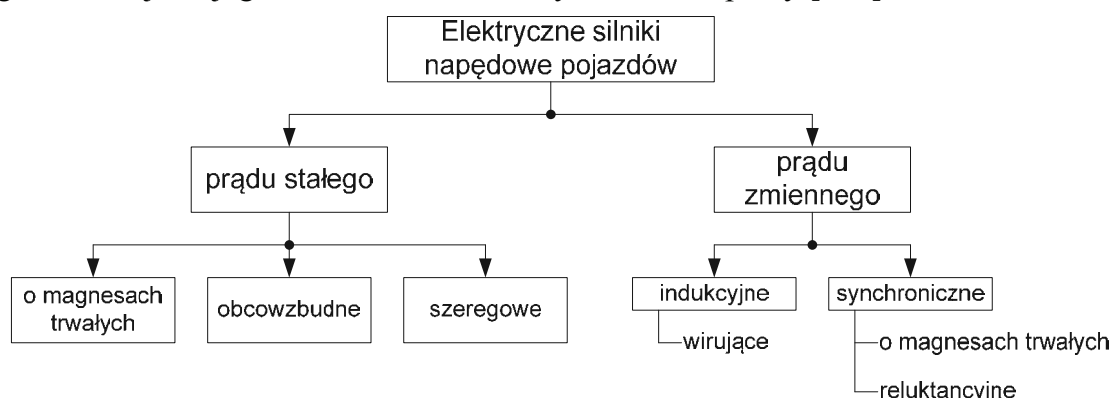 Elektryczne silniki
napędowe pojazdów
prądu stałego
prądu
zmiennego
o magnesach
trwałych
obcowzbudne
szeregowe
indukcyjne
synchroniczne
wirujące
o magnesach trwałych
reluktancyjne